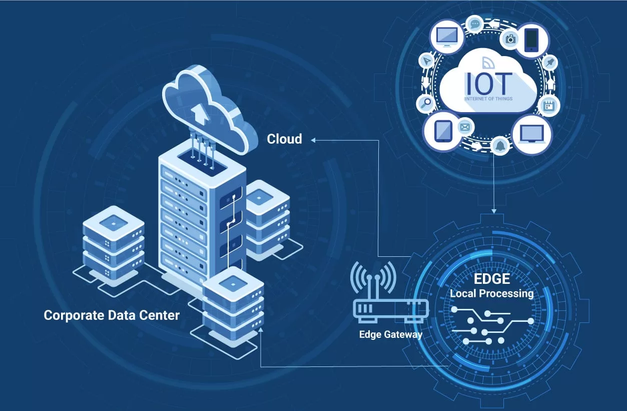 IOT
INTERNET OF THINGS
Cloud
EDGE
Local Processing
Corporate Data Center
Edge Gateway